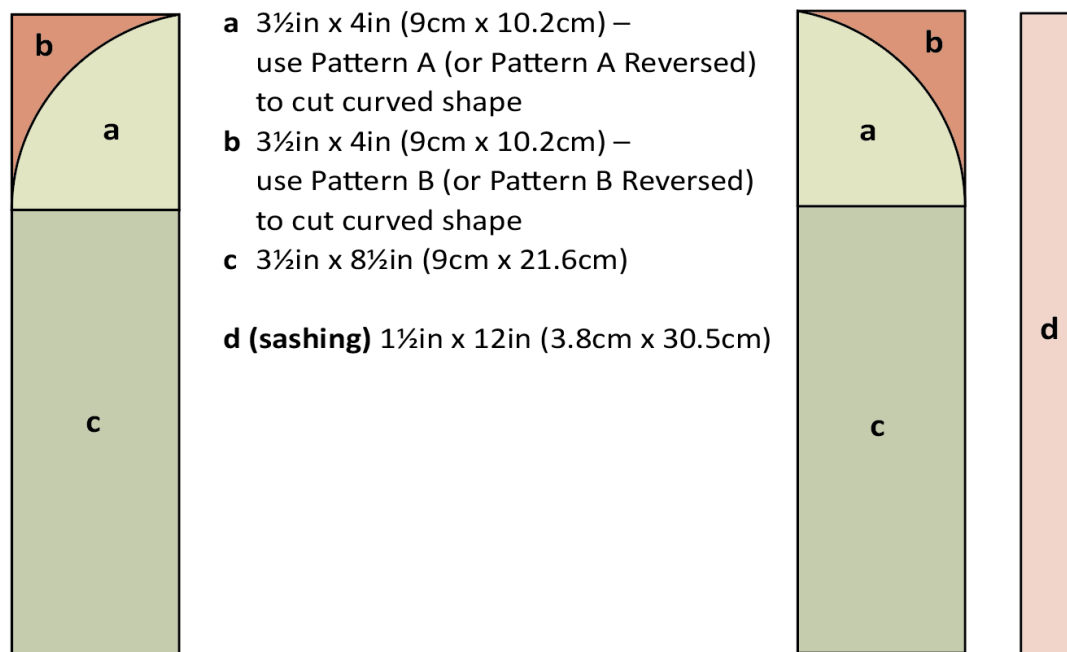 b
a
c
a 3½in x 4in (9cm x 10.2cm) –
use Pattern A (or Pattern A Reversed)
to cut curved shape
b 3½in x 4in (9cm x 10.2cm) –
use Pattern B (or Pattern B Reversed)
to cut curved shape
c 3½in x 8½in (9cm x 21.6cm)
d (sashing) 1½in x 12in (3.8cm x 30.5cm)
b
a
c
d